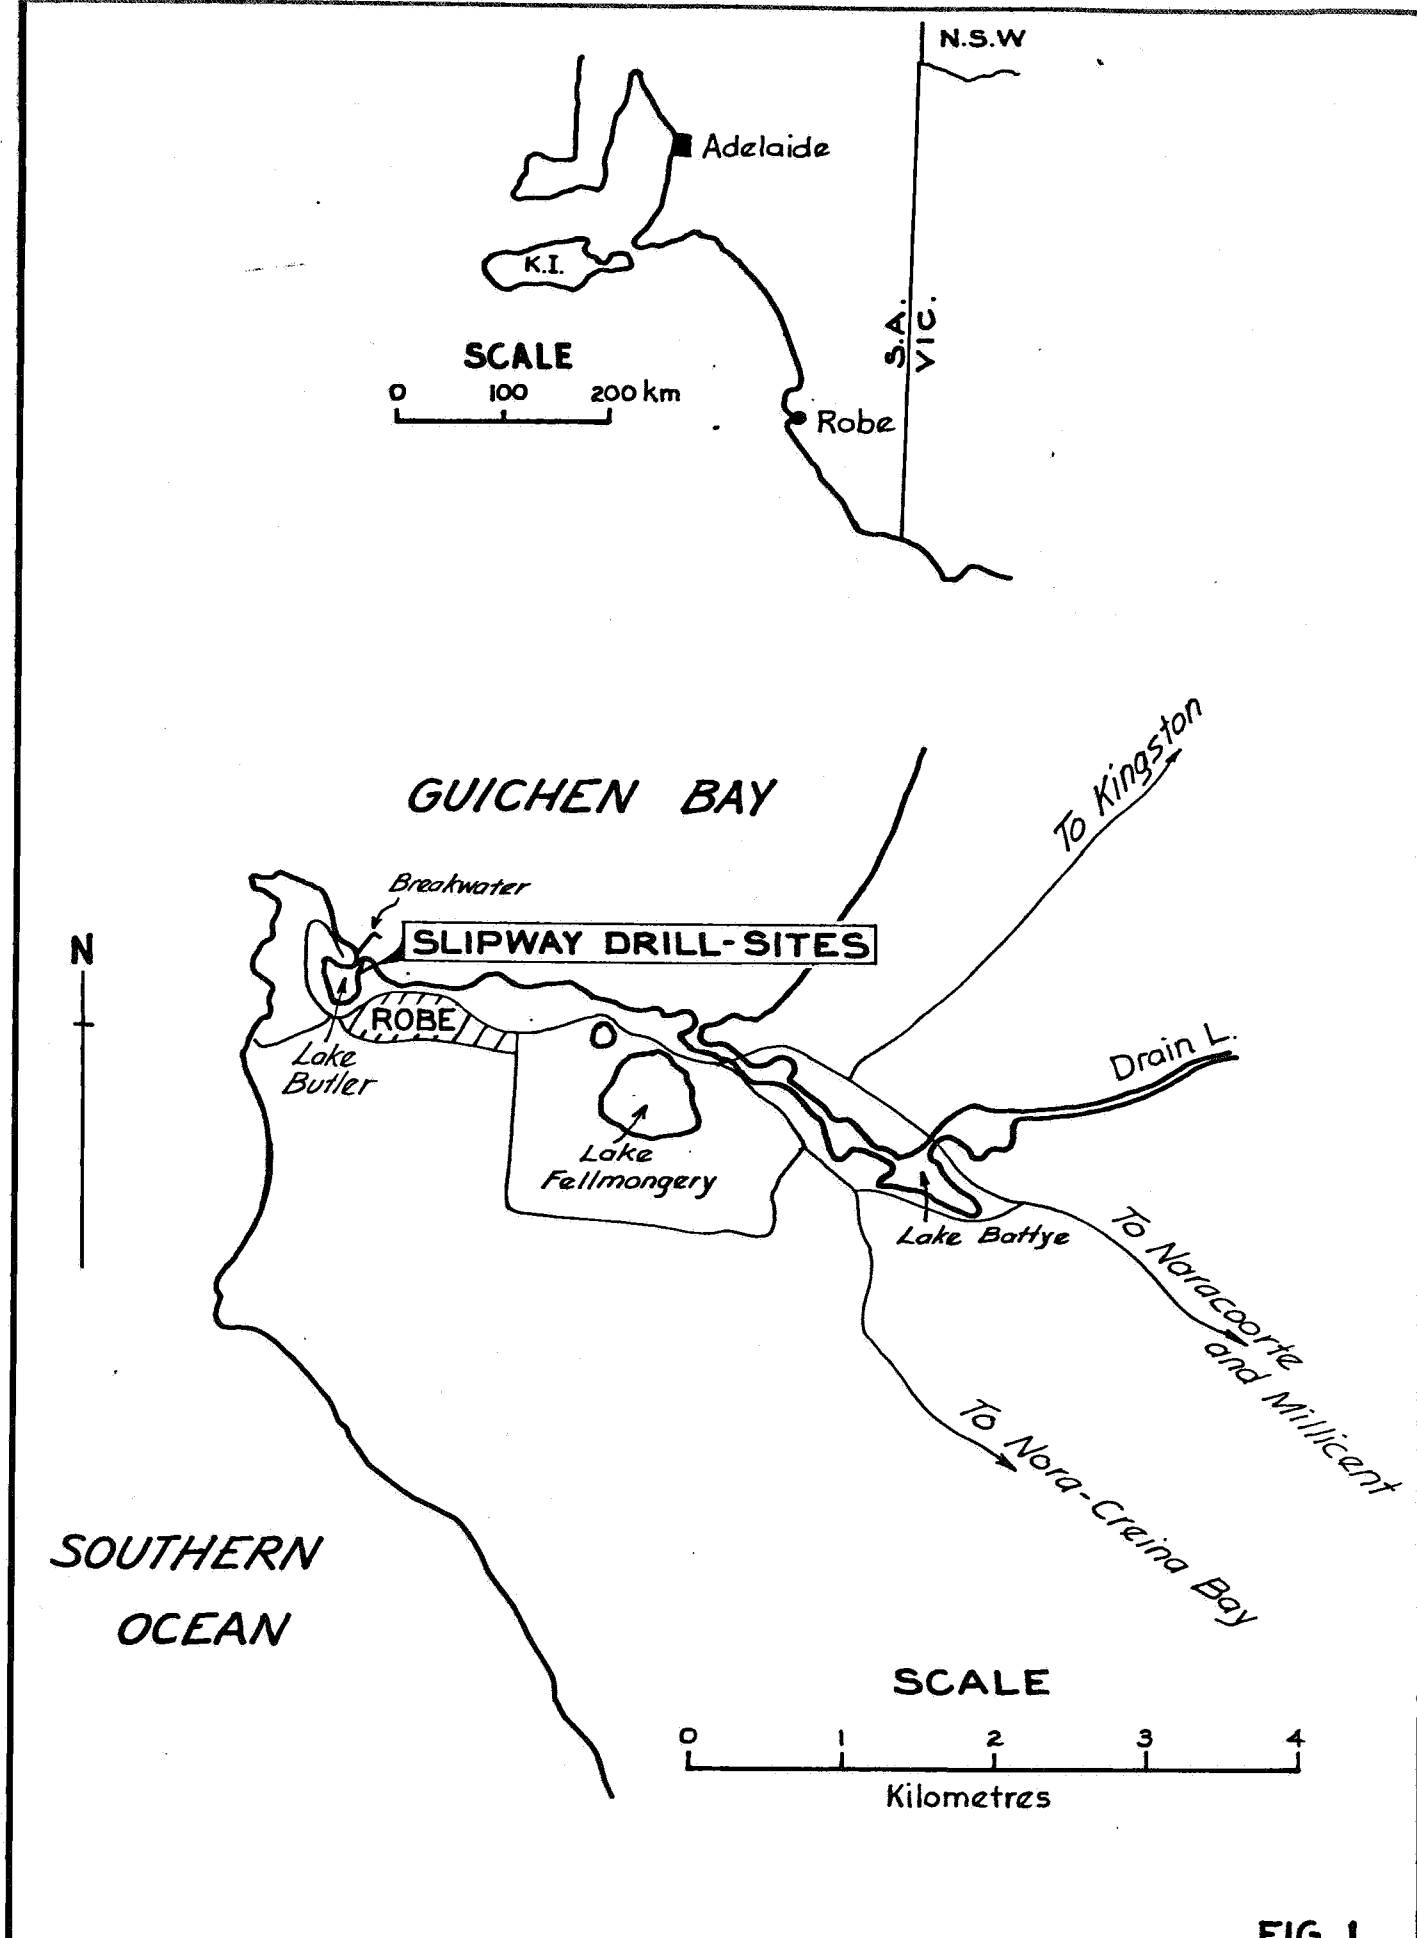 N.S.W
Adelaide
K.I.
S.A.
VIC.
SCALE
0 100 200 km
Robe
To Kingston
GUICHEN BAY
Breakwater
N
SLIPWAY DRILL-SITES
ROBE
Lake
Butler
Drain L.
Lake
Fellmongery
Lake Battye
To Naracoorte
and Millicent
To Nora-Creina Bay
SOUTHERN
OCEAN
SCALE
0 1 2 3 4
Kilometres
FIG. 1